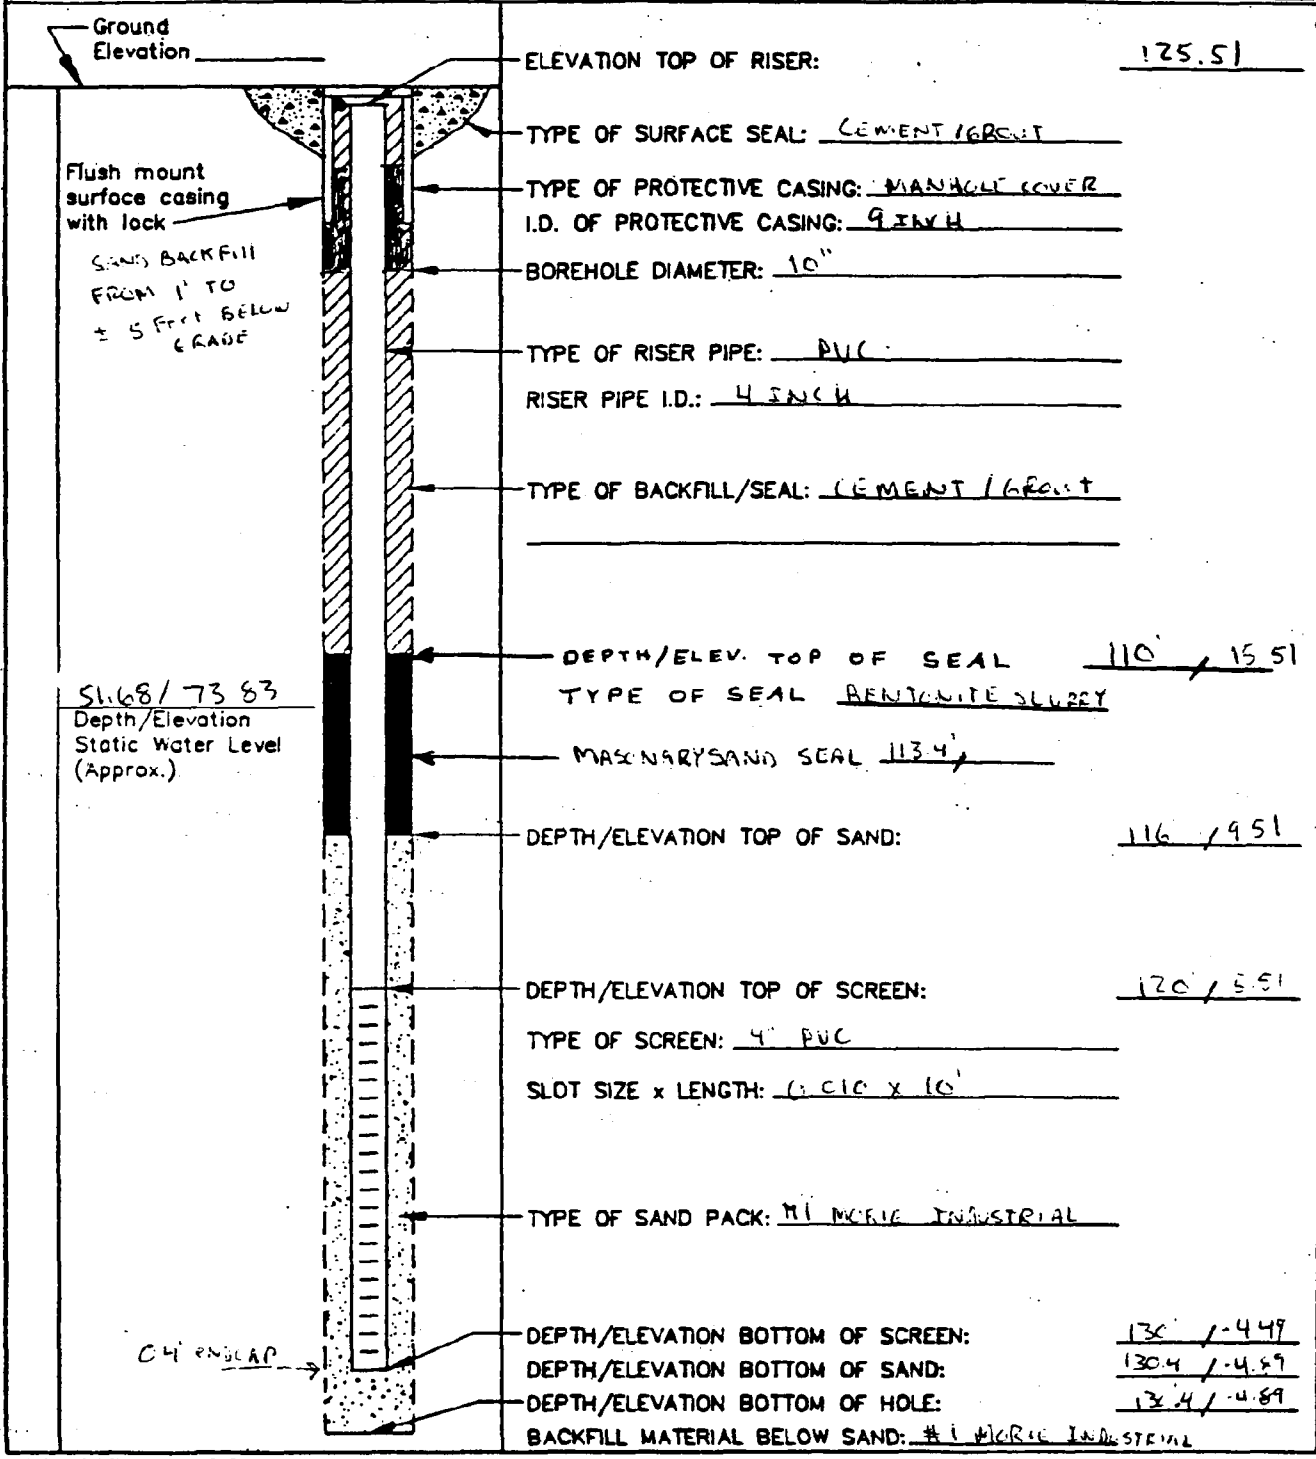 Ground
Elevation
ELEVATION TOP OF RISER: 125.51
TYPE OF SURFACE SEAL: CEMENT/GROUT
Flush mount
surface casing
with lock
TYPE OF PROTECTIVE CASING: MANHOLE COVER
I.D. OF PROTECTIVE CASING: 9 INCH
SAND BACKFILL
FROM 1' TO
± 5 FEET BELOW
GRADE
BOREHOLE DIAMETER: 10"
TYPE OF RISER PIPE: PVC
RISER PIPE I.D.: 4 INCH
TYPE OF BACKFILL/SEAL: CEMENT/GROUT
DEPTH/ELEV. TOP OF SEAL 110' / 15.51
TYPE OF SEAL BENTONITE SLURRY
51.68/ 73 83
Depth/Elevation
Static Water Level
(Approx.)
MASONARY SAND SEAL 113.4'
DEPTH/ELEVATION TOP OF SAND: 116 / 9 51
DEPTH/ELEVATION TOP OF SCREEN: 120' / 5.51
TYPE OF SCREEN: 4" PVC
SLOT SIZE x LENGTH: 0.010 x 10'
TYPE OF SAND PACK: #1 MORIE INDUSTRIAL
DEPTH/ELEVATION BOTTOM OF SCREEN: 130' / -4.49
0.4' ENDCAP
DEPTH/ELEVATION BOTTOM OF SAND: 130.4 / -4.89
DEPTH/ELEVATION BOTTOM OF HOLE: 130.4 / -4.89
BACKFILL MATERIAL BELOW SAND: #1 MORIE INDUSTRIAL